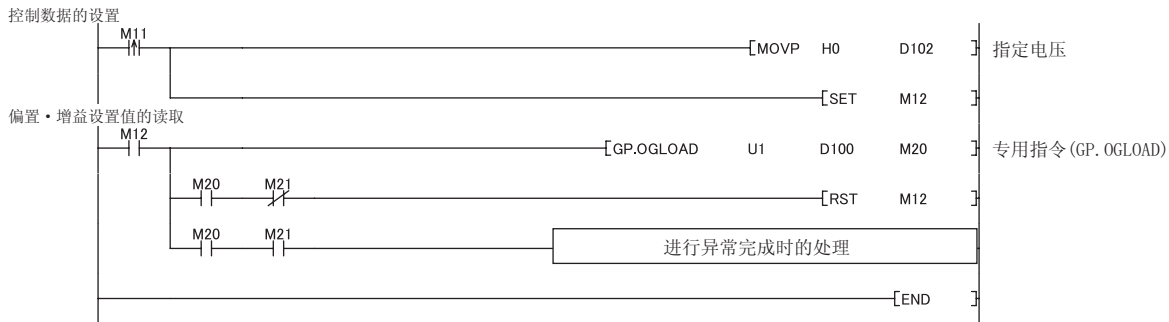 控制数据的设置
M11
MOVP H0 D102 指定电压
SET M12
偏置·增益设置值的读取
M12
GP.OGLOAD U1 D100 M20 专用指令(GP.OGLOAD)
M20 M21
RST M12
M20 M21
进行异常完成时的处理
END